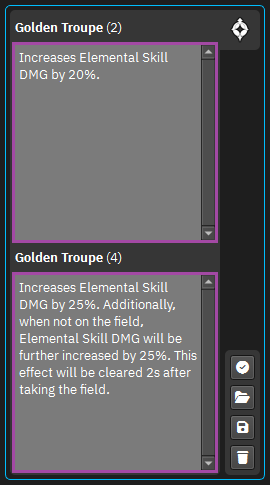 Golden Troupe (2)
Increases Elemental Skill
DMG by 20%.
Golden Troupe (4)
Increases Elemental Skill
DMG by 25%. Additionally,
when not on the field,
Elemental Skill DMG will be
further increased by 25%. This
effect will be cleared 2s after
taking the field.